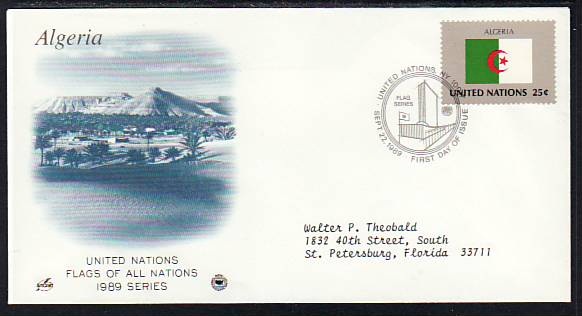 Algeria
ALGERIA
UNITED NATIONS 25¢
UNITED NATIONS, NY
FLAG
SERIES
SEPT. 22, 1989 FIRST DAY OF ISSUE
Walter P. Theobald
1832 40th Street, South
St. Petersburg, Florida 33711
UNITED NATIONS
FLAGS OF ALL NATIONS
1989 SERIES